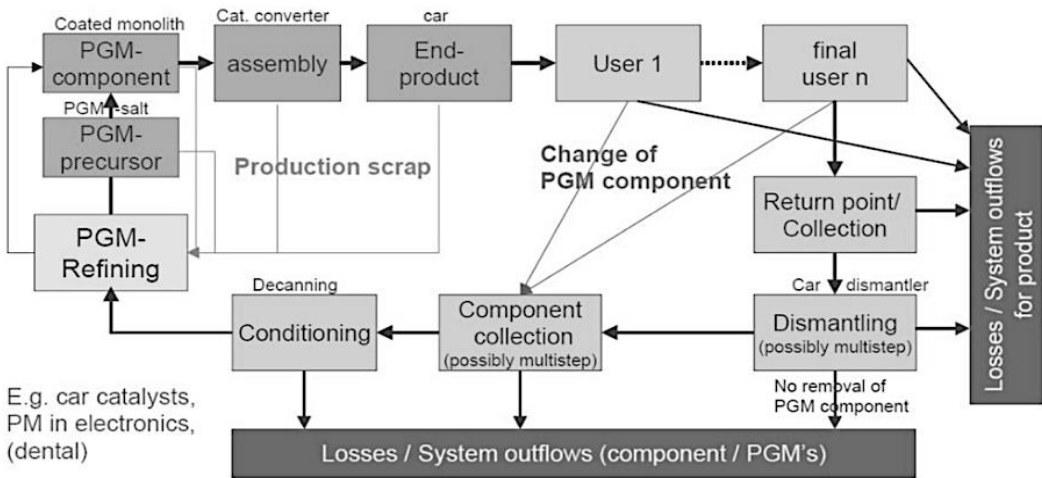 Coated monolith
Cat. converter
car
PGM-
component
assembly
End-
product
User 1
final
user n
PGM -salt
PGM-
precursor
Production scrap
Change of
PGM component
Return point/
Collection
PGM-
Refining
Decanning
Conditioning
Component
collection
(possibly multistep)
Car dismantler
Dismantling
(possibly multistep)
No removal of
PGM component
Losses / System outflows
for product
E.g. car catalysts,
PM in electronics,
(dental)
Losses / System outflows (component / PGM's)